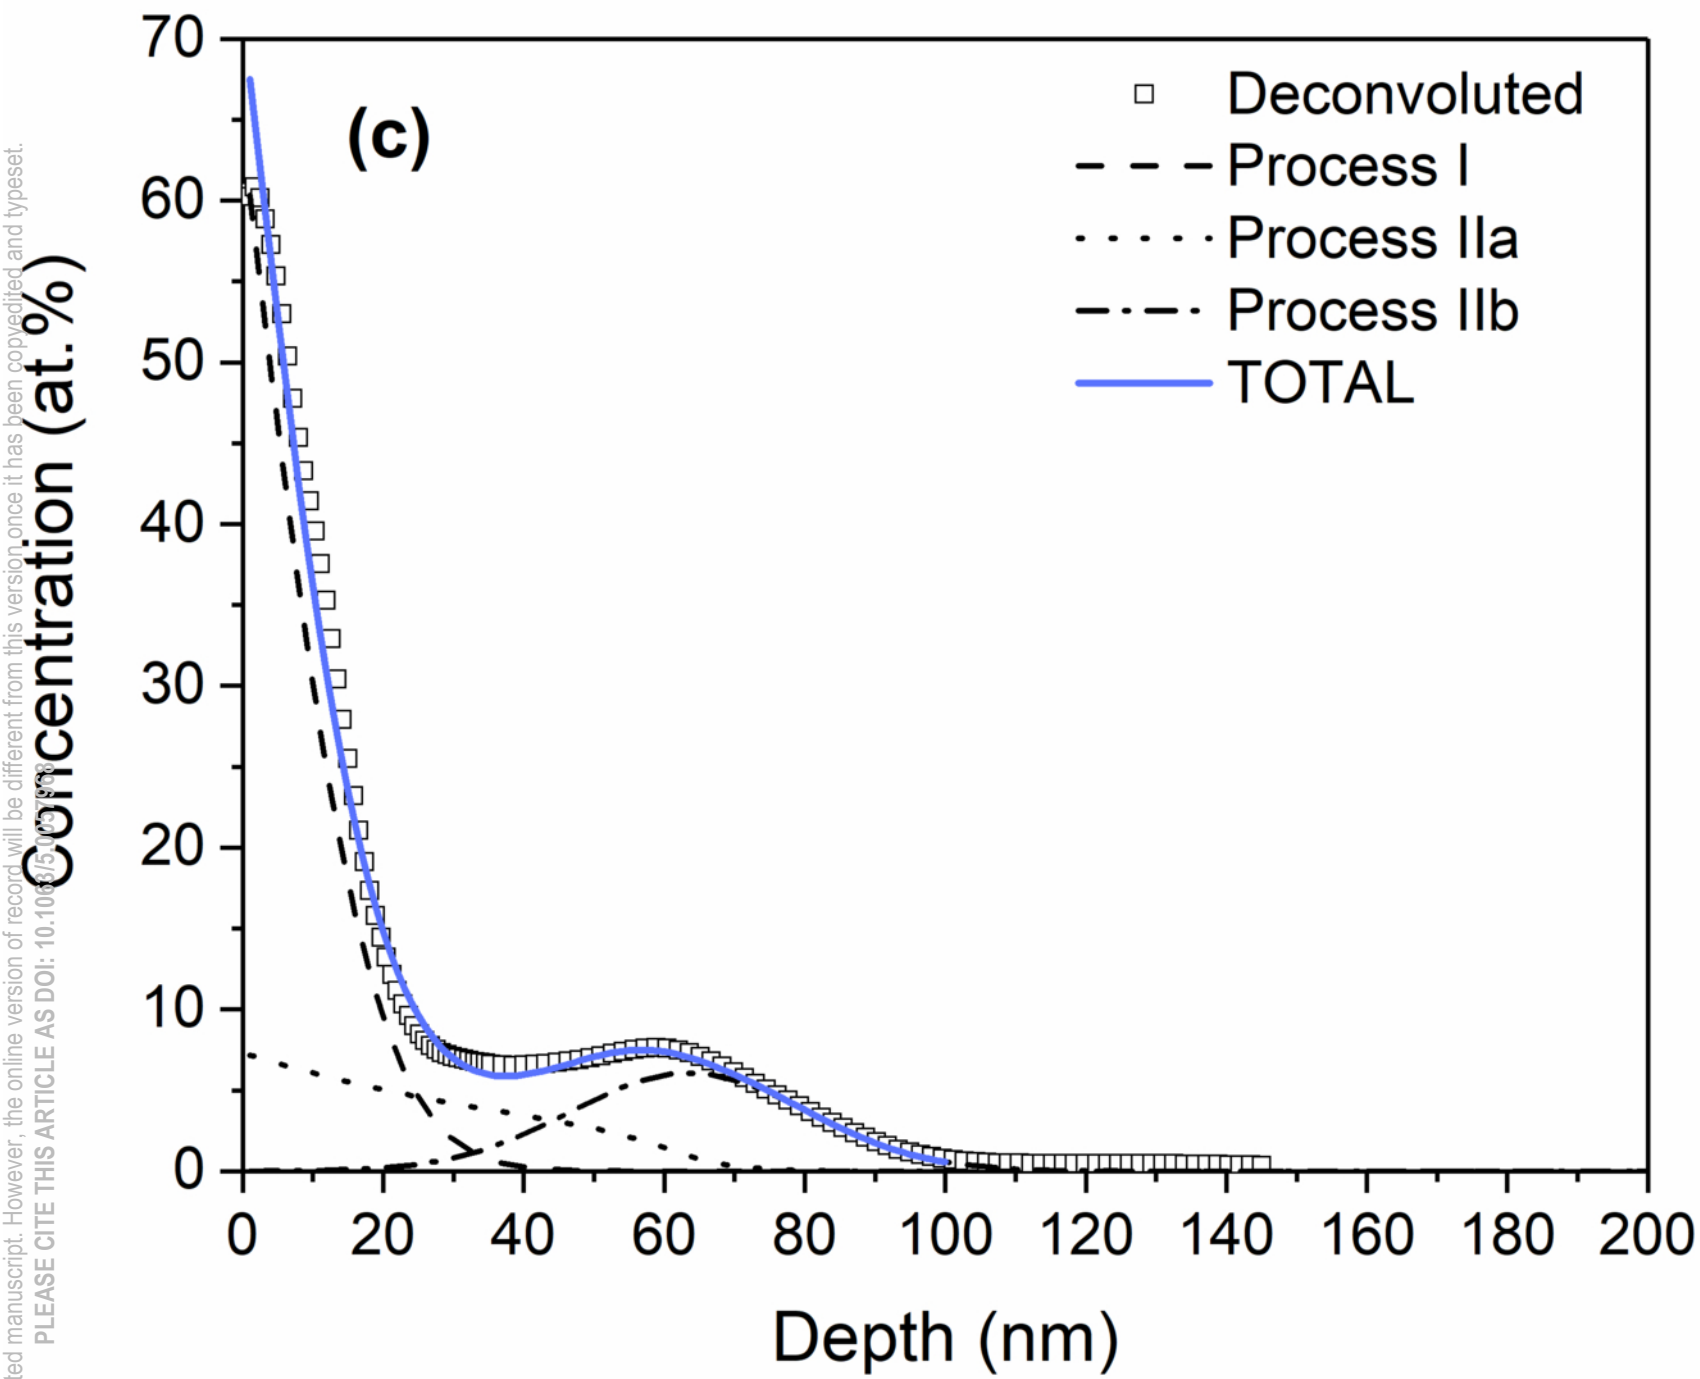 ted manuscript. However, the online version of record will be different from this version once it has been copyedited and typeset.
PLEASE CITE THIS ARTICLE AS DOI: 10.1063/5.0057968
Concentration (at.%)
70
60
50
40
30
20
10
0
(c)
Deconvoluted
Process I
Process IIa
Process IIb
TOTAL
0 20 40 60 80 100 120 140 160 180 200
Depth (nm)